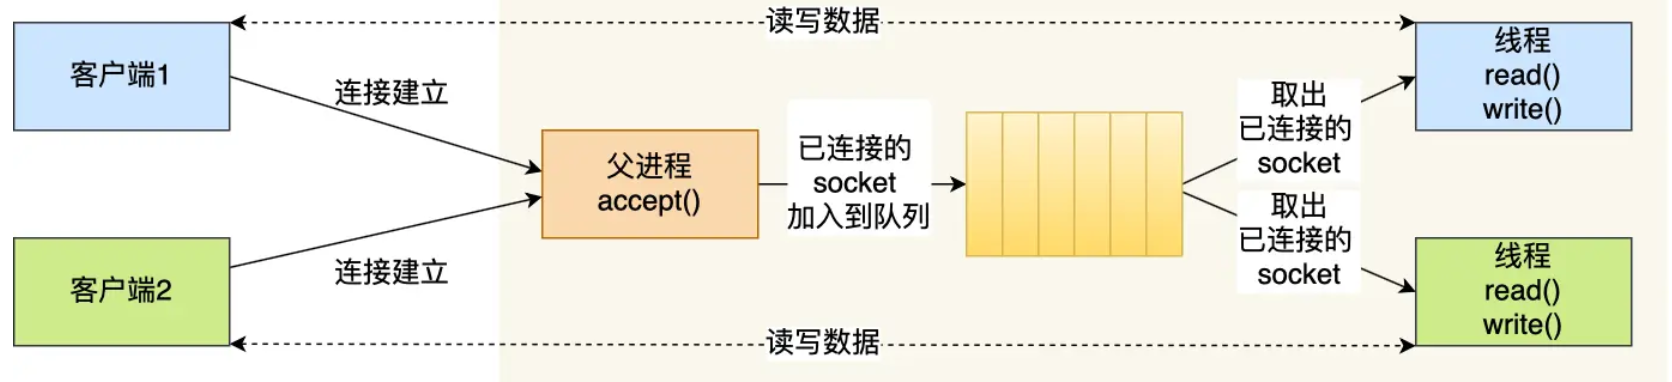 读写数据
客户端1
连接建立
父进程
accept()
已连接的
socket
加入到队列
取出
已连接的
socket
线程
read()
write()
客户端2
连接建立
取出
已连接的
socket
线程
read()
write()
读写数据